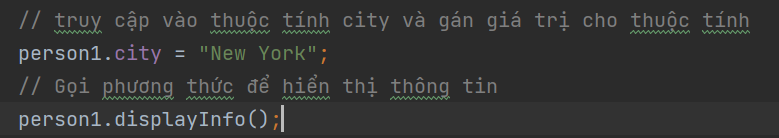 // truy cập vào thuộc tính city và gán giá trị cho thuộc tính
person1.city = "New York";
// Gọi phương thức để hiển thị thông tin
person1.displayInfo();